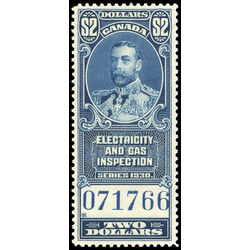 DOLLARS
$2 CANADA $2
ELECTRICITY
AND GAS
INSPECTION
SERIES 1930.
071766
TWO
DOLLARS